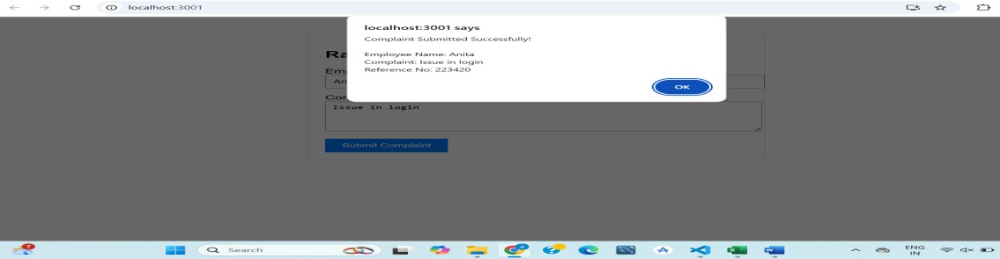 localhost:3001
localhost:3001 says
Complaint Submitted Successfully!
Employee Name: Anita
Complaint: Issue in login
Reference No: 223420
OK
Ra
Em
An
Cor
Issue in login
Submit Complaint
7
Search
ENG
IN